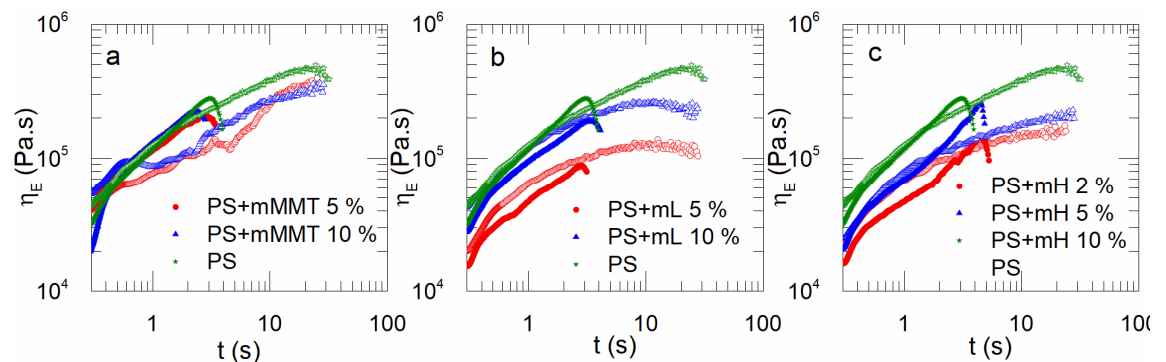 a
η_E (Pa.s)
10^6
10^5
10^4
PS+mMMT 5 %
PS+mMMT 10 %
PS
1 10 100
t (s)
b
η_E (Pa.s)
10^6
10^5
10^4
PS+mL 5 %
PS+mL 10 %
PS
1 10 100
t (s)
c
η_E (Pa.s)
10^6
10^5
10^4
PS+mH 2 %
PS+mH 5 %
PS+mH 10 %
PS
1 10 100
t (s)